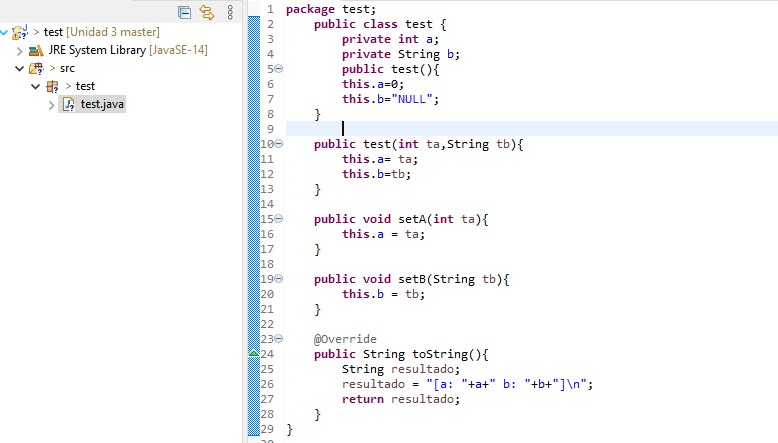 > test [Unidad 3 master]
JRE System Library [JavaSE-14]
> src
> test
test.java
1 package test;
2 public class test {
3 private int a;
4 private String b;
5 public test(){
6 this.a=0;
7 this.b="NULL";
8 }
9
10 public test(int ta,String tb){
11 this.a= ta;
12 this.b=tb;
13 }
14
15 public void setA(int ta){
16 this.a = ta;
17 }
18
19 public void setB(String tb){
20 this.b = tb;
21 }
22
23 @Override
24 public String toString(){
25 String resultado;
26 resultado = "[a: "+a+" b: "+b+"]\n";
27 return resultado;
28 }
29 }